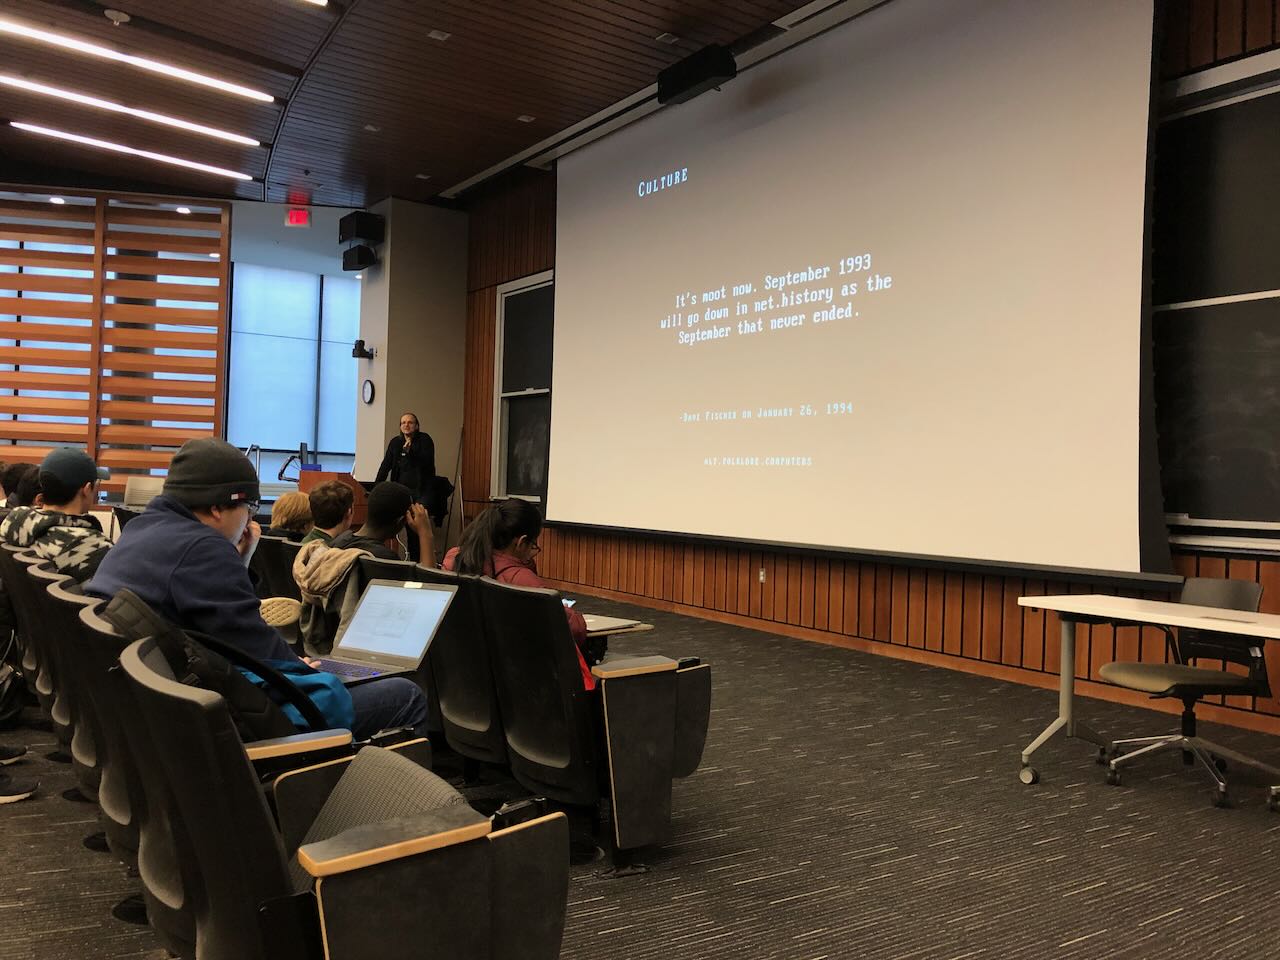 CULTURE
It's moot now. September 1993
will go down in net.history as the
September that never ended.
-DAVE FISCHER ON JANUARY 26, 1994
ALT.FOLKLORE.COMPUTERS